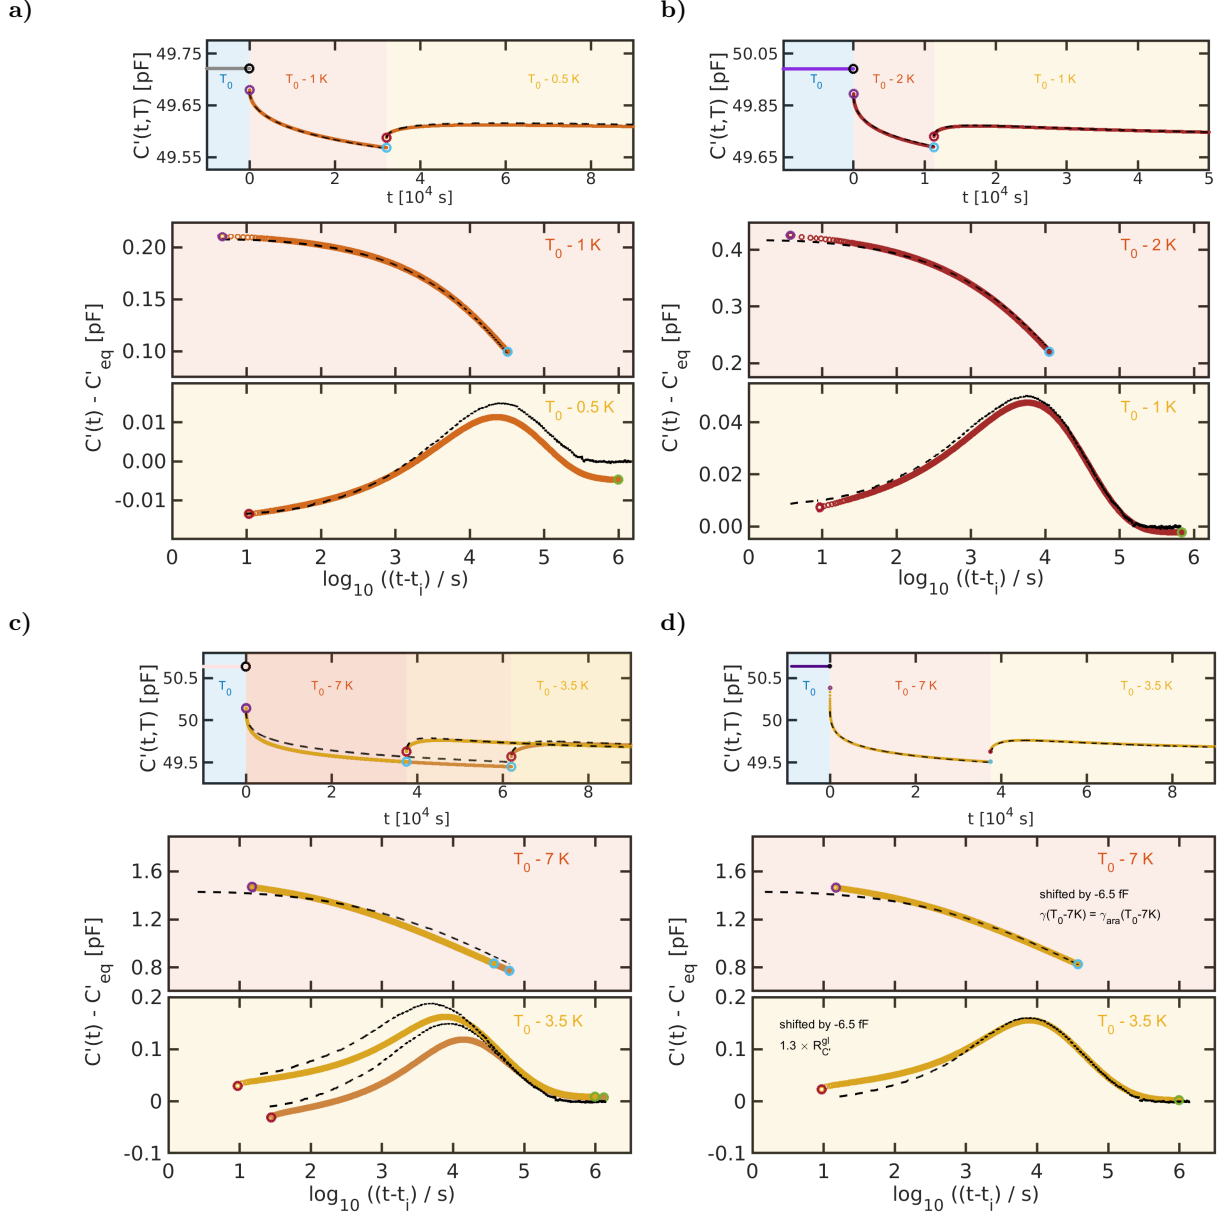 a)
C'(t,T) [pF]
49.75
49.65
49.55
T0
T0 - 1 K
T0 - 0.5 K
0 2 4 6 8
t [10^4 s]
C'(t) - C'eq [pF]
0.20
0.15
0.10
T0 - 1 K
0.01
0.00
-0.01
T0 - 0.5 K
0 1 2 3 4 5 6
log10 ((t-ti) / s)
b)
C'(t,T) [pF]
50.05
49.85
49.65
T0
T0 - 2 K
T0 - 1 K
0 1 2 3 4 5
t [10^4 s]
C'(t) - C'eq [pF]
0.4
0.3
0.2
T0 - 2 K
0.04
0.02
0.00
T0 - 1 K
0 1 2 3 4 5 6
log10 ((t-ti) / s)
c)
C'(t,T) [pF]
50.5
50
49.5
T0
T0 - 7 K
T0 - 3.5 K
0 2 4 6 8
t [10^4 s]
C'(t) - C'eq [pF]
1.6
1.2
0.8
T0 - 7 K
0.2
0.1
0
-0.1
T0 - 3.5 K
0 1 2 3 4 5 6
log10 ((t-ti) / s)
d)
C'(t,T) [pF]
50.5
50
49.5
T0
T0 - 7 K
T0 - 3.5 K
0 2 4 6 8
t [10^4 s]
C'(t) - C'eq [pF]
1.6
1.2
0.8
T0 - 7 K
shifted by -6.5 fF
γ(T0-7K) = γara(T0-7K)
0.2
0.1
0
-0.1
T0 - 3.5 K
shifted by -6.5 fF
1.3 × R^gl_C'
0 1 2 3 4 5 6
log10 ((t-ti) / s)